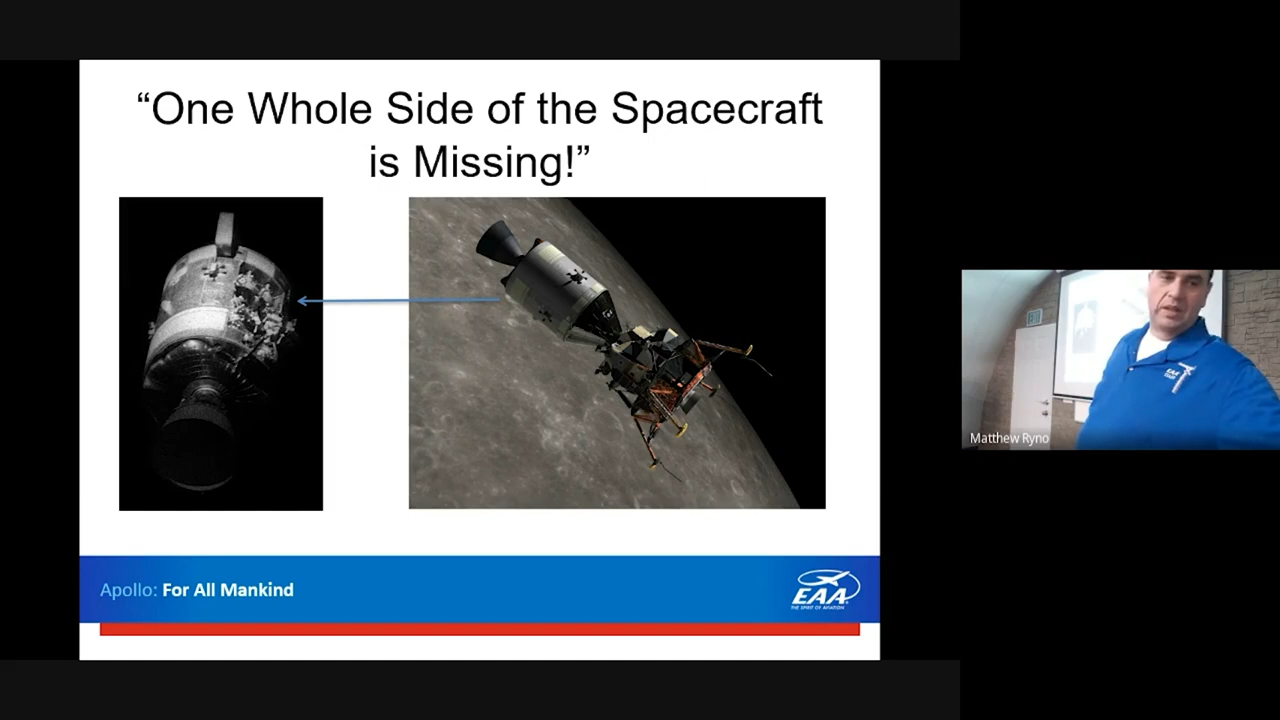 “One Whole Side of the Spacecraft
is Missing!”
Apollo: For All Mankind
EAA
THE SPIRIT OF AVIATION
Matthew Ryno
EAA